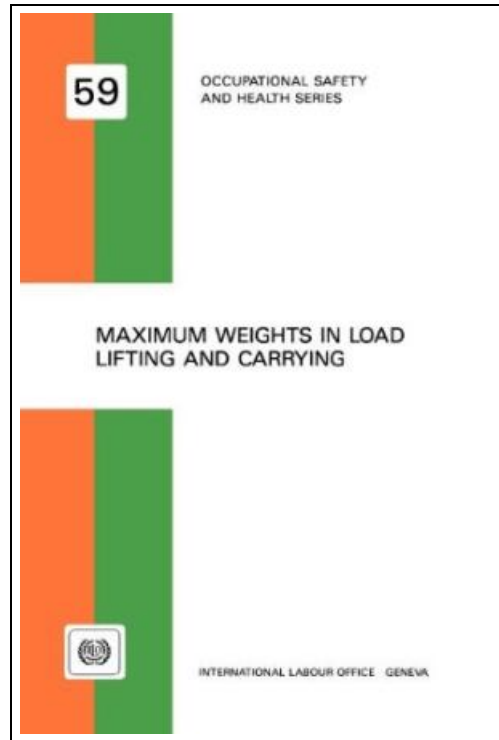 59
OCCUPATIONAL SAFETY
AND HEALTH SERIES
MAXIMUM WEIGHTS IN LOAD
LIFTING AND CARRYING
INTERNATIONAL LABOUR OFFICE GENEVA